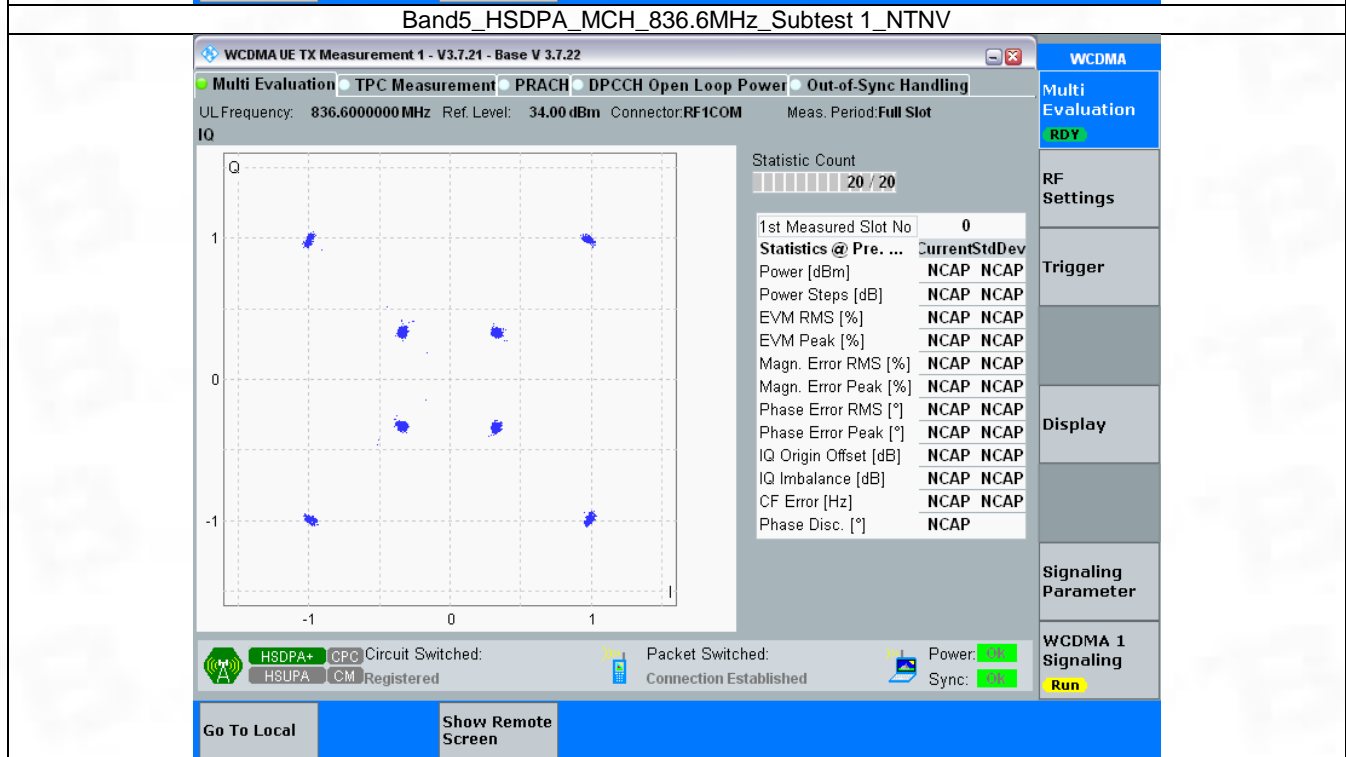 Band5_HSDPA_MCH_836.6MHz_Subtest 1_NTNV
WCDMA UE TX Measurement 1 - V3.7.21 - Base V 3.7.22
WCDMA
Multi Evaluation TPC Measurement PRACH DPCCH Open Loop Power Out-of-Sync Handling
Multi
Evaluation
RDY
UL Frequency: 836.6000000 MHz Ref. Level: 34.00 dBm Connector:RF1COM Meas. Period:Full Slot
IQ
Q
1
0
-1
-1 0 1
I
Statistic Count
20 / 20
1st Measured Slot No 0
Statistics @ Pre. ... Current StdDev
Power [dBm] NCAP NCAP
Power Steps [dB] NCAP NCAP
EVM RMS [%] NCAP NCAP
EVM Peak [%] NCAP NCAP
Magn. Error RMS [%] NCAP NCAP
Magn. Error Peak [%] NCAP NCAP
Phase Error RMS [°] NCAP NCAP
Phase Error Peak [°] NCAP NCAP
IQ Origin Offset [dB] NCAP NCAP
IQ Imbalance [dB] NCAP NCAP
CF Error [Hz] NCAP NCAP
Phase Disc. [°] NCAP
RF
Settings
Trigger
Display
Signaling
Parameter
WCDMA 1
Signaling
Run
HSDPA+ CPC Circuit Switched: Packet Switched: Power: OK
HSUPA CM Registered Connection Established Sync: OK
Go To Local
Show Remote
Screen